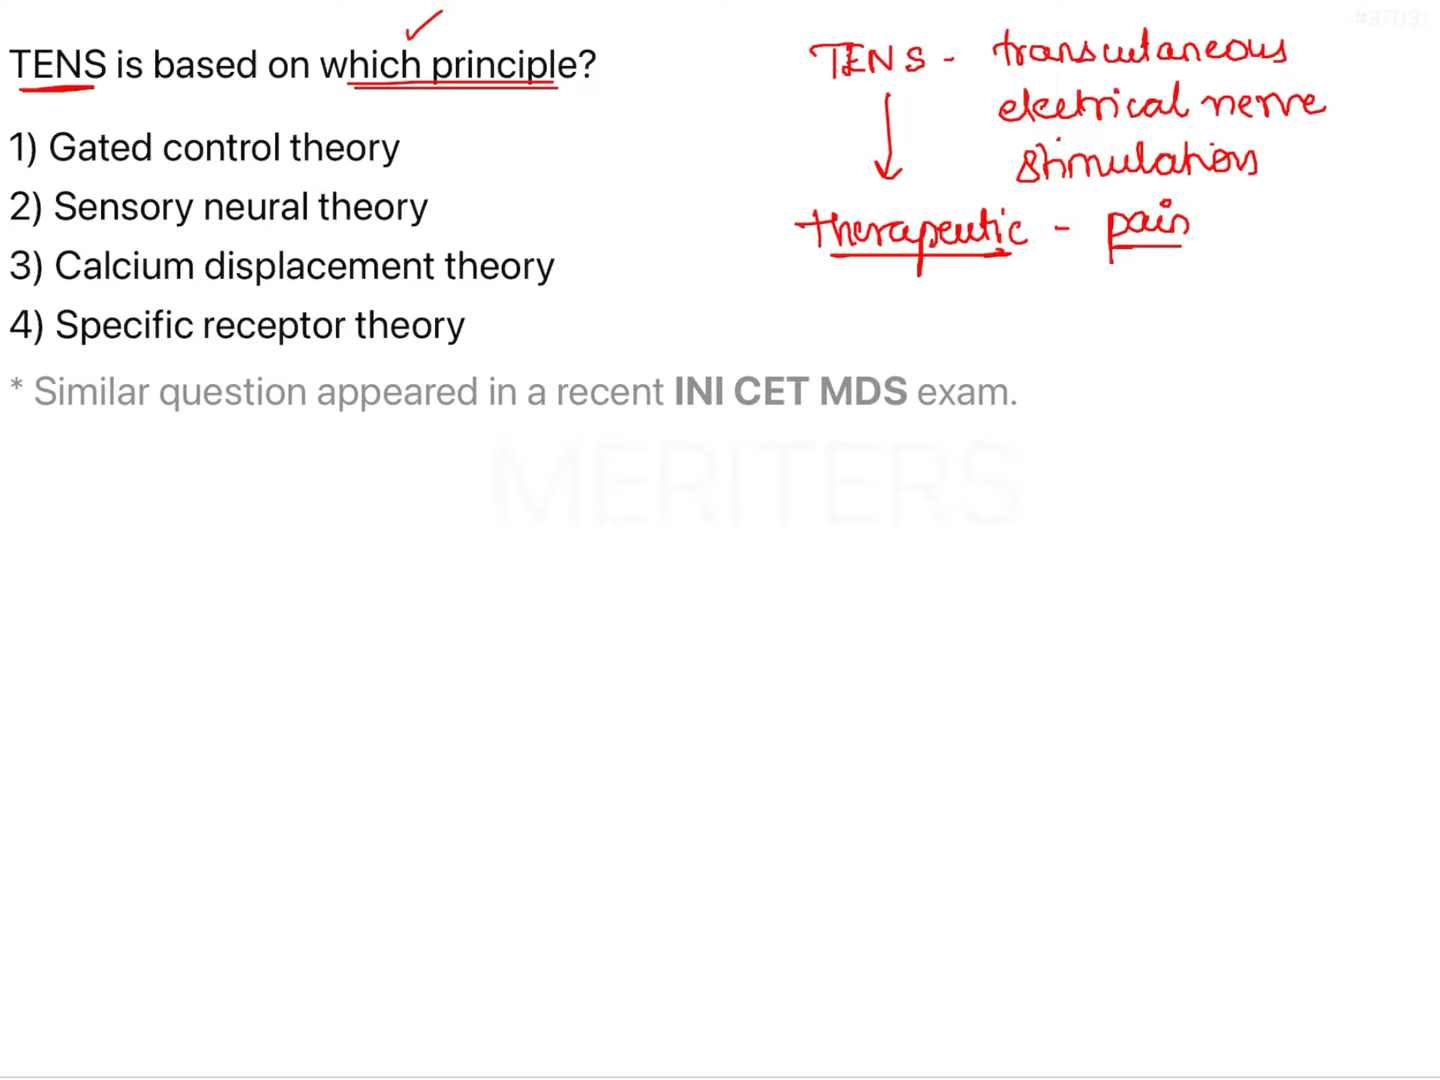 #37031
TENS is based on which principle?
1) Gated control theory
2) Sensory neural theory
3) Calcium displacement theory
4) Specific receptor theory
* Similar question appeared in a recent INI CET MDS exam.
TENS - transcutaneous
electrical nerve
stimulation
therapeutic - pain
MERITERS